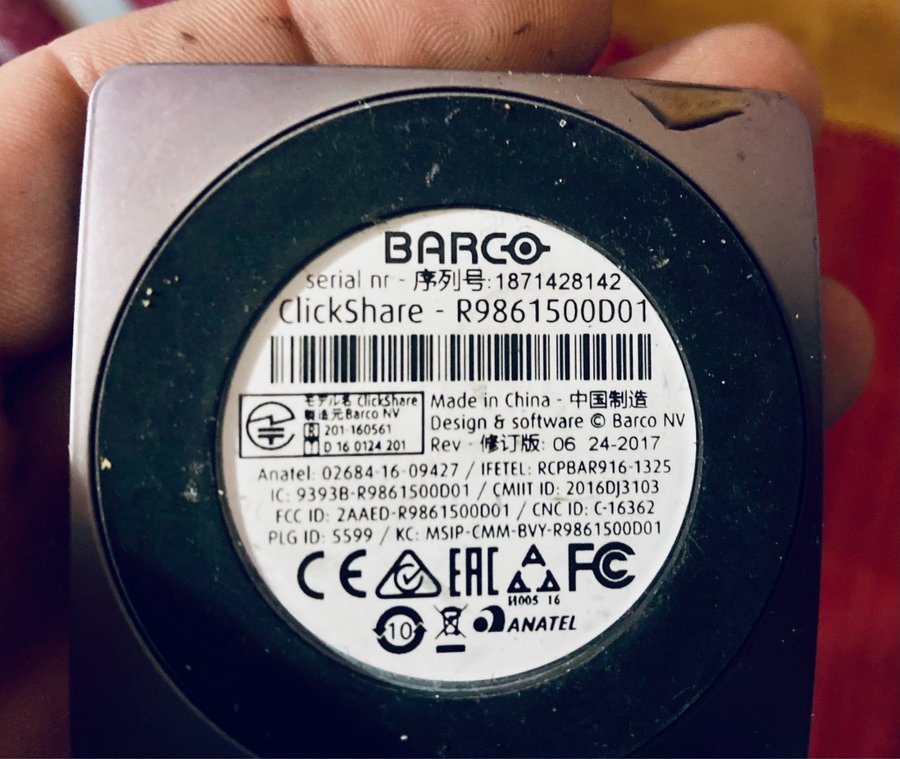 BARCO
serial nr - 序列号:1871428142
ClickShare - R9861500D01
モデル名 ClickShare
製造元 Barco NV
R 201-160561
T D 16 0124 201
Made in China - 中国制造
Design & software © Barco NV
Rev - 修订版: 06 24-2017
Anatel: 02684-16-09427 / IFETEL: RCPBAR916-1325
IC: 9393B-R9861500D01 / CMIIT ID: 2016DJ3103
FCC ID: 2AAED-R9861500D01 / CNC ID: C-16362
PLG ID: 5599 / KC: MSIP-CMM-BVY-R9861500D01
CE EAC FC
H005 16
10 ANATEL